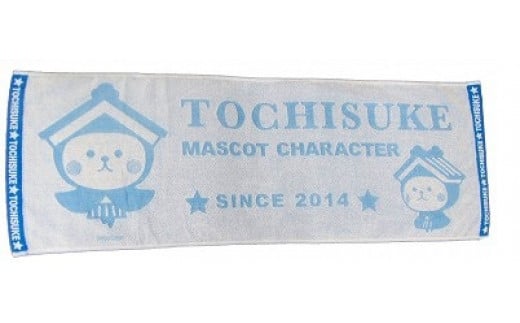 TOCHISUKE
MASCOT CHARACTER
★ SINCE 2014 ★
TOCHISUKE ★ TOCHISUKE ★ TOCHISUKE
TOCHISUKE ★ TOCHISUKE ★ TOCHISUKE